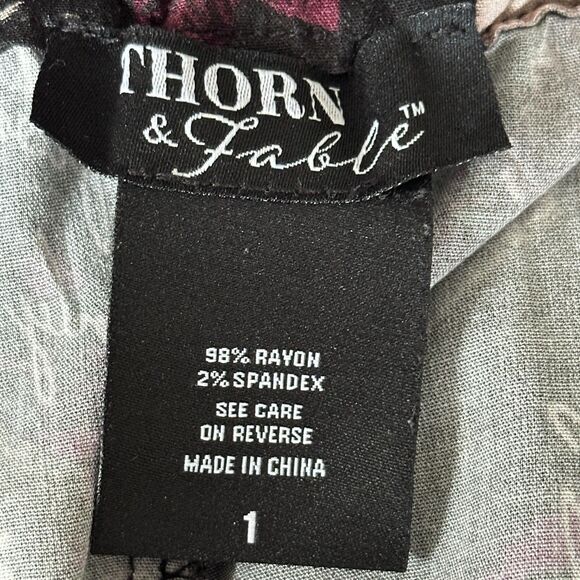 THORN
& Fable™
98% RAYON
2% SPANDEX
SEE CARE
ON REVERSE
MADE IN CHINA
1